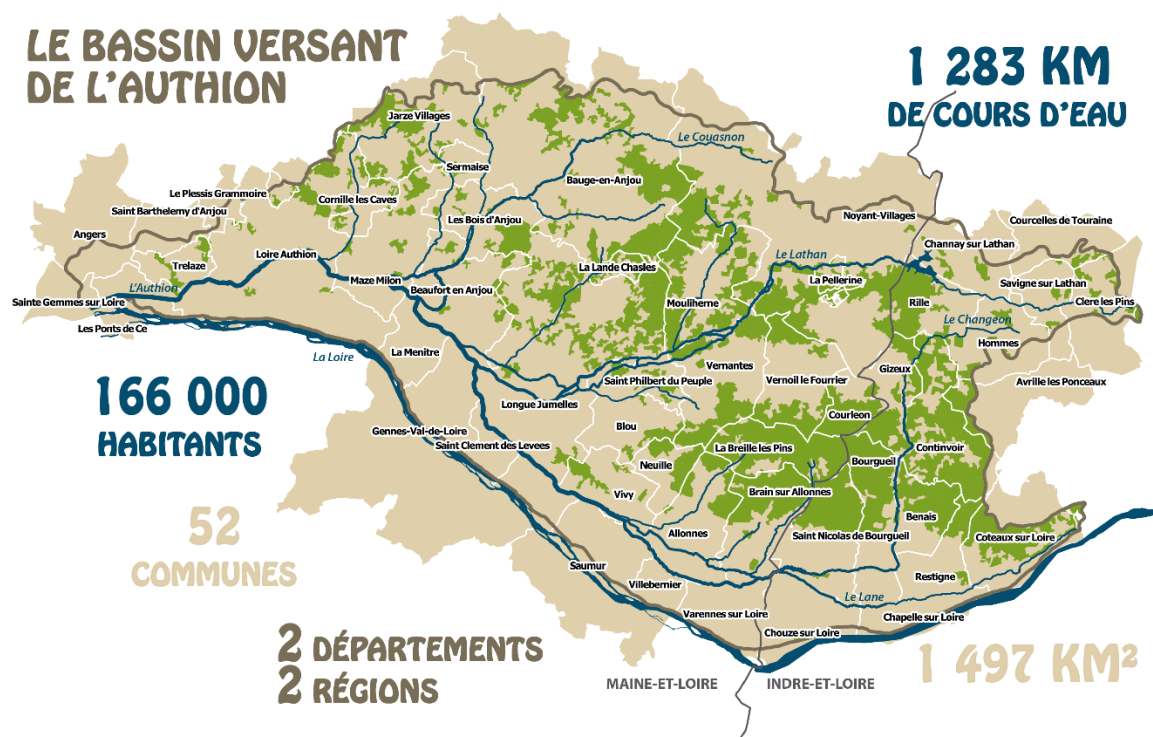 LE BASSIN VERSANT
DE L'AUTHION
1 283 KM
DE COURS D'EAU
Jarze Villages
Le Couasnon
Sermaise
Bauge-en-Anjou
Le Plessis Grammoire
Cornille les Caves
Saint Barthelemy d'Anjou
Les Bois d'Anjou
Noyant-Villages
Courcelles de Touraine
Angers
Channay sur Lathan
Loire Authion
Le Lathan
Trelaze
La Lande Chasles
Maze Milon
La Pellerine
Savigne sur Lathan
L'Authion
Beaufort en Anjou
Sainte Gemmes sur Loire
Mouliherne
Rille
Clere les Pins
Le Changeon
Les Ponts de Ce
Hommes
La Loire
La Menitre
Vernantes
Gizeux
Saint Philbert du Peuple
Vernoil le Fourrier
Avrille les Ponceaux
166 000
HABITANTS
Longue Jumelles
Courleon
Blou
Gennes-Val-de-Loire
Saint Clement des Levees
La Breille les Pins
Continvoir
Neuille
Bourgueil
Vivy
Brain sur Allonnes
Benais
52
COMMUNES
Allonnes
Saint Nicolas de Bourgueil
Coteaux sur Loire
Saumur
Restigne
Villebernier
Le Lane
Varennes sur Loire
Chapelle sur Loire
Chouze sur Loire
2 DÉPARTEMENTS
2 RÉGIONS
1 497 KM²
MAINE-ET-LOIRE
INDRE-ET-LOIRE